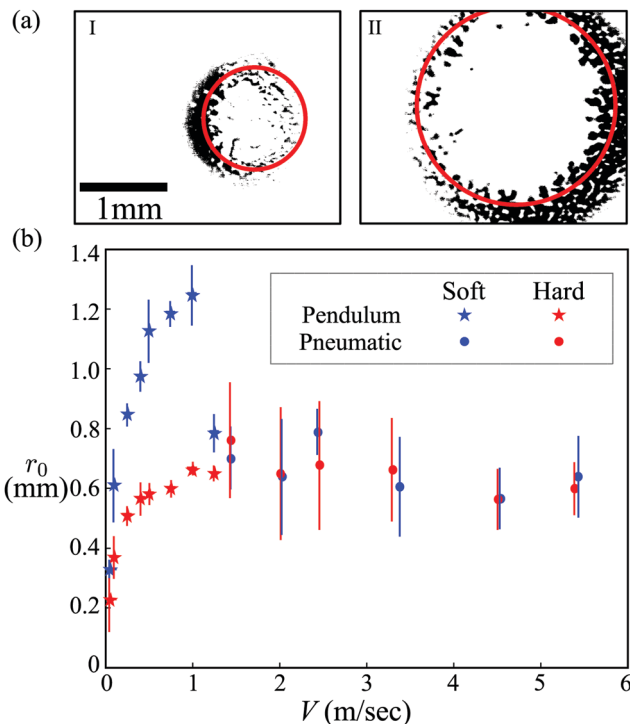 (a)
I
II
1mm
(b)
1.4
1.2
1.0
0.8
0.6
0.4
0.2
0
r₀
(mm)
Soft Hard
Pendulum
Pneumatic
0 1 2 3 4 5 6
V (m/sec)